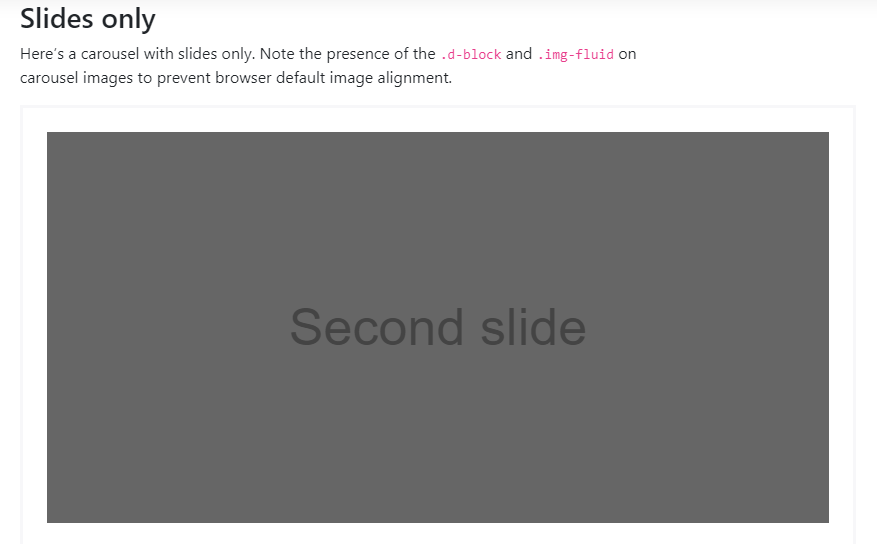 Slides only
Here's a carousel with slides only. Note the presence of the .d-block and .img-fluid on
carousel images to prevent browser default image alignment.
Second slide